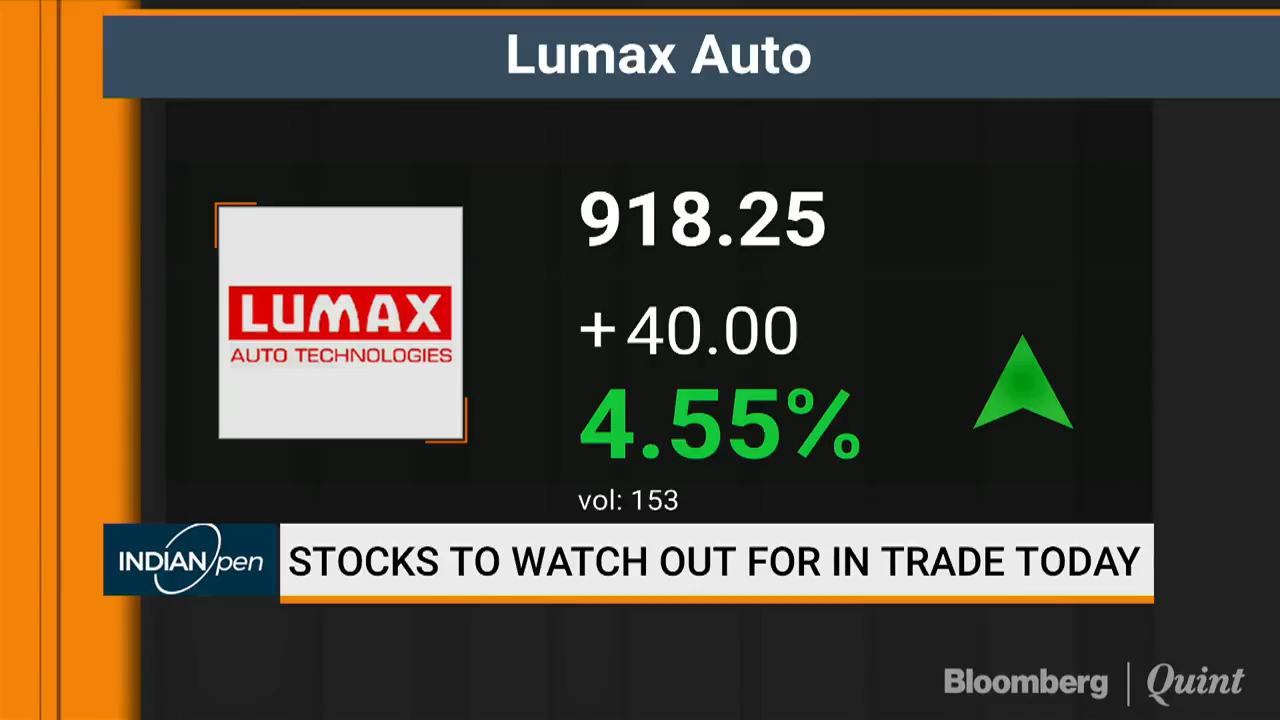 Lumax Auto
918.25
+40.00
4.55%
vol: 153
LUMAX
AUTO TECHNOLOGIES
INDIAN Open
STOCKS TO WATCH OUT FOR IN TRADE TODAY
Bloomberg | Quint